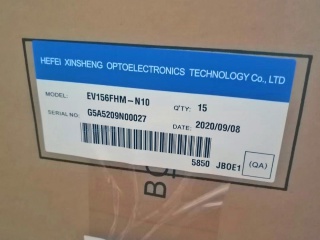 HEFEI XINSHENG OPTOELECTRONICS TECHNOLOGY Co., LTD
MODEL: EV156FHM-N10 Q'TY: 15
SERIAL NO: G5A5209N00027 DATE: 2020/09/08
5850 JBOE1 (QA)